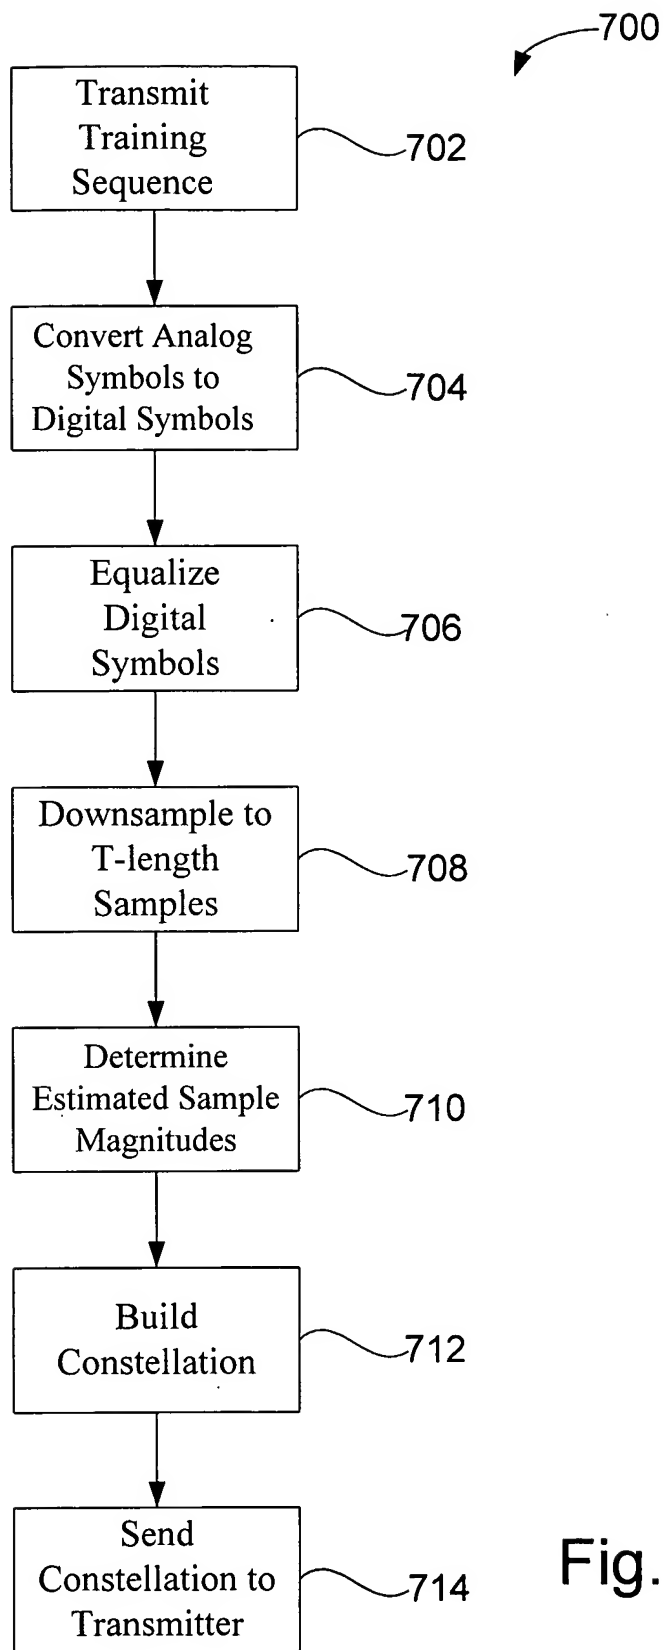 700
Transmit
Training
Sequence
702
Convert Analog
Symbols to
Digital Symbols
704
Equalize
Digital
Symbols
706
Downsample to
T-length
Samples
708
Determine
Estimated Sample
Magnitudes
710
Build
Constellation
712
Send
Constellation to
Transmitter
714
Fig.